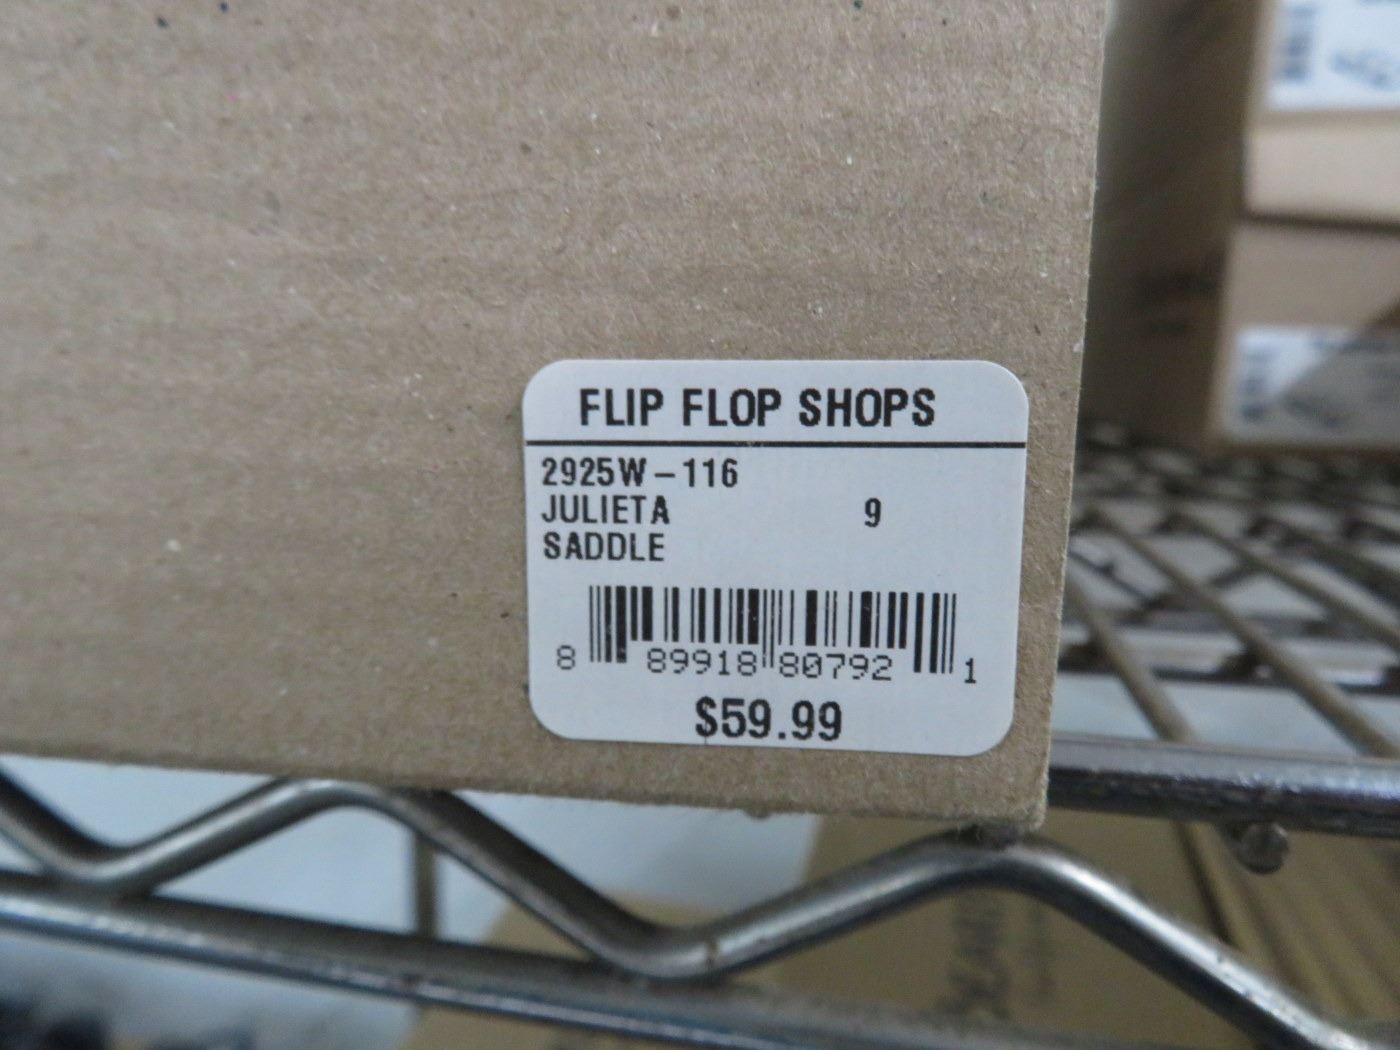 FLIP FLOP SHOPS
2925W-116
JULIETA 9
SADDLE
8 89918 80792 1
$59.99